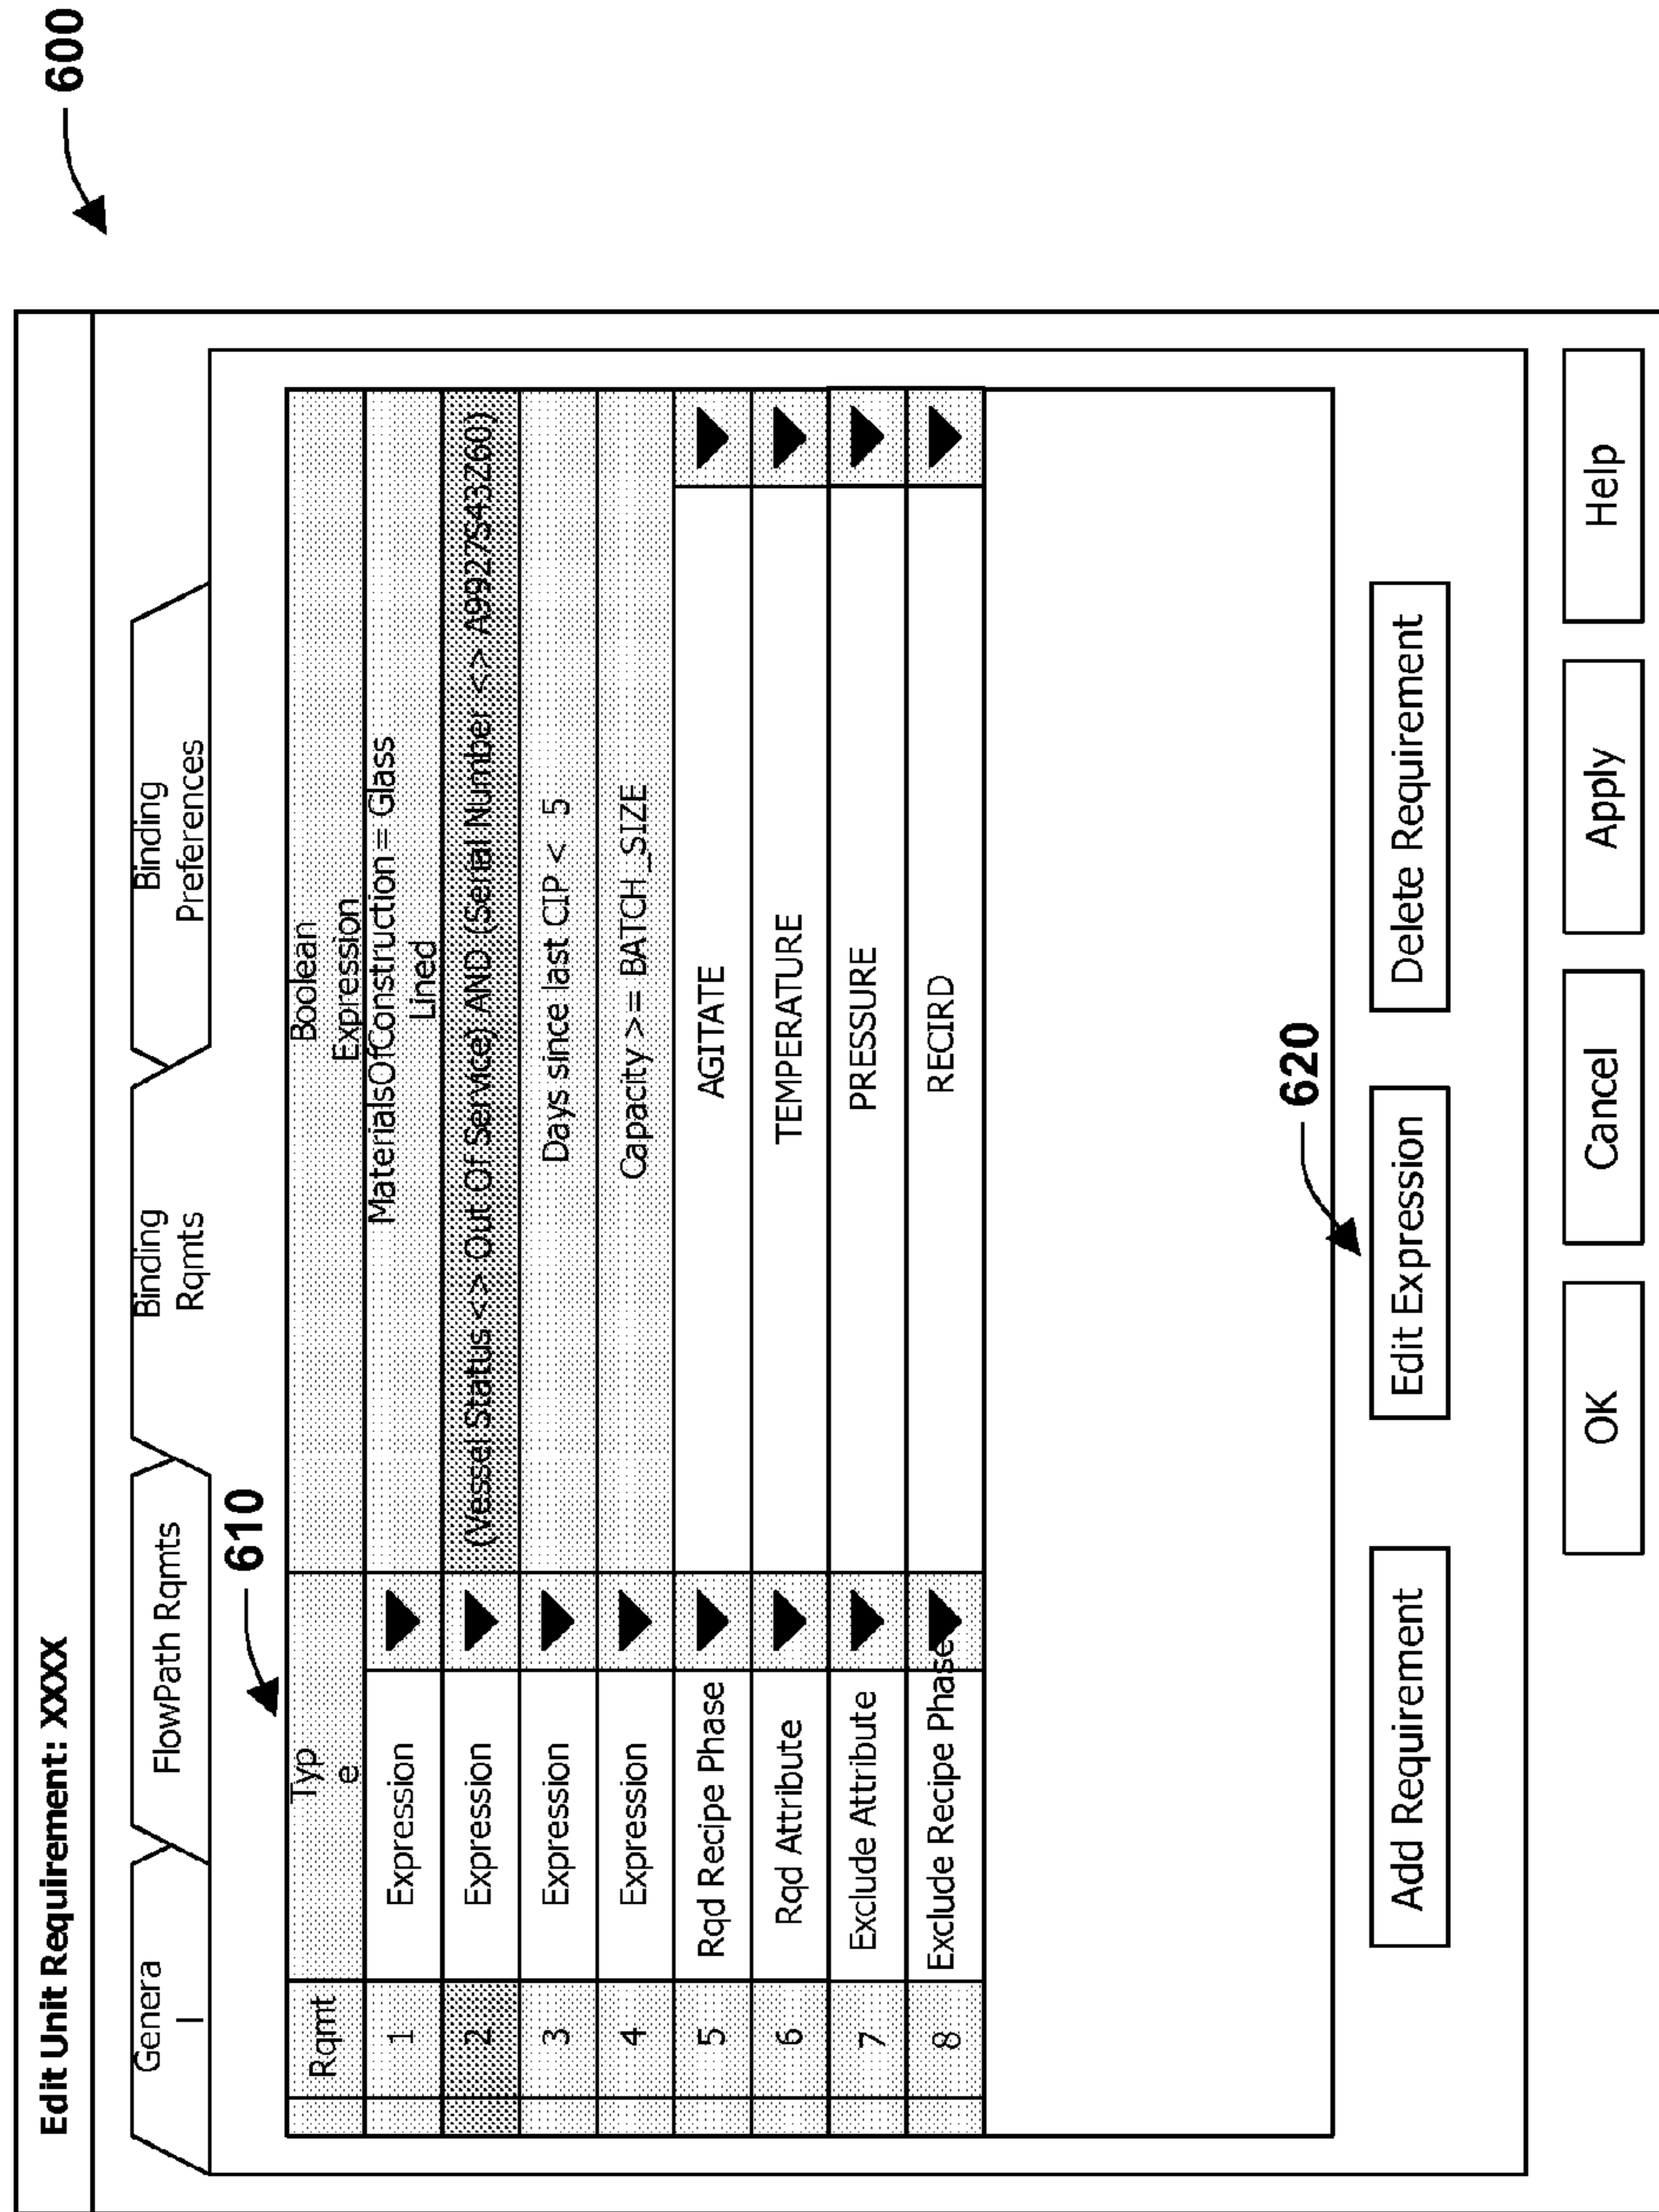 600
Edit Unit Requirement: XXXX
Genera
l
FlowPath Rqmts
Binding
Rqmts
Binding
Preferences
610
Rqmt
Typ
e
Boolean
Expression
1 Expression MaterialsOfConstruction = Glass
Lined
2 Expression (Vessel Status <> Out Of Service) AND (Serial Number <> A9927S43Z60)
3 Expression Days since last CIP < 5
4 Expression Capacity >= BATCH_SIZE
5 Rqd Recipe Phase AGITATE
6 Rqd Attribute TEMPERATURE
7 Exclude Attribute PRESSURE
8 Exclude Recipe Phase RECIRD
620
Add Requirement Edit Expression Delete Requirement
OK Cancel Apply Help